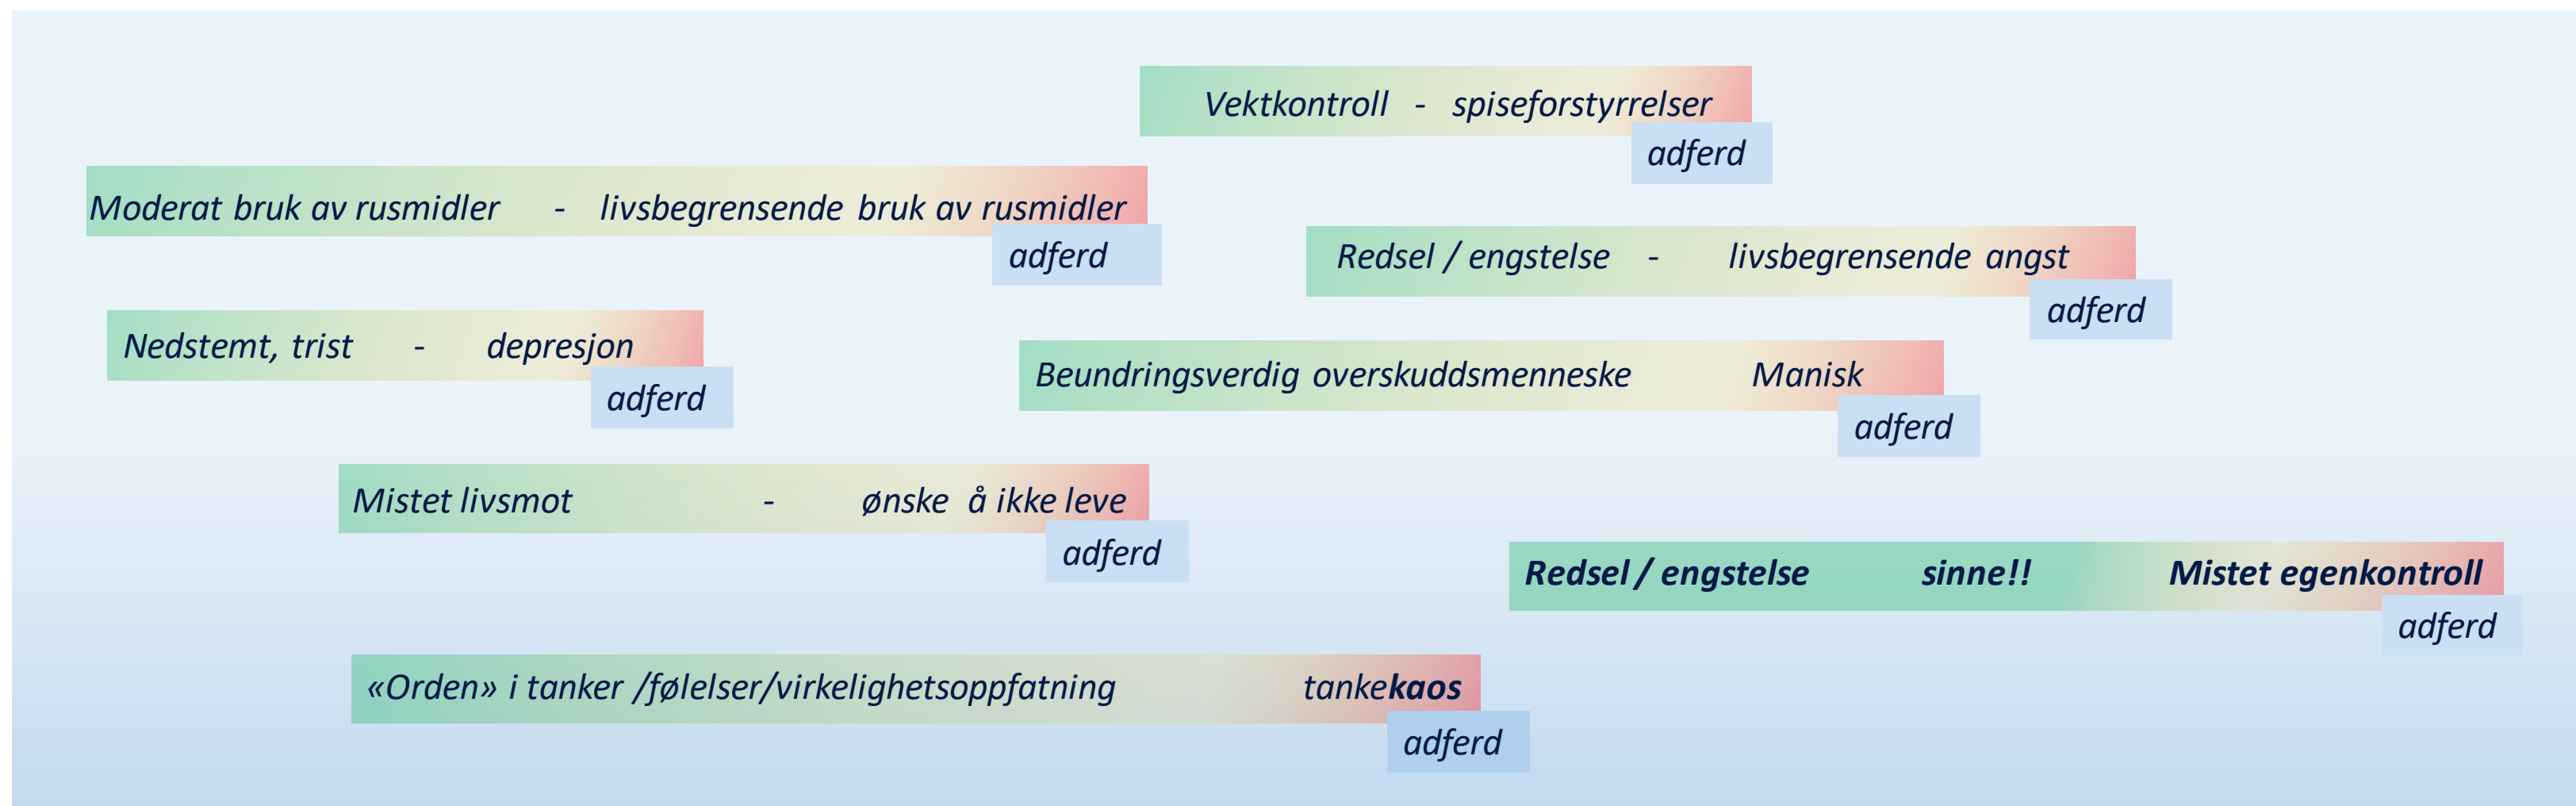 Vektkontroll - spiseforstyrrelser
adferd
Moderat bruk av rusmidler - livsbegrensende bruk av rusmidler
adferd
Redsel / engstelse - livsbegrensende angst
adferd
Nedstemt, trist - depresjon
adferd
Beundringsverdig overskuddsmenneske Manisk
adferd
Mistet livsmot - ønske å ikke leve
adferd
Redsel / engstelse sinne!! Mistet egenkontroll
adferd
«Orden» i tanker /følelser/virkelighetsoppfatning tankekaos
adferd